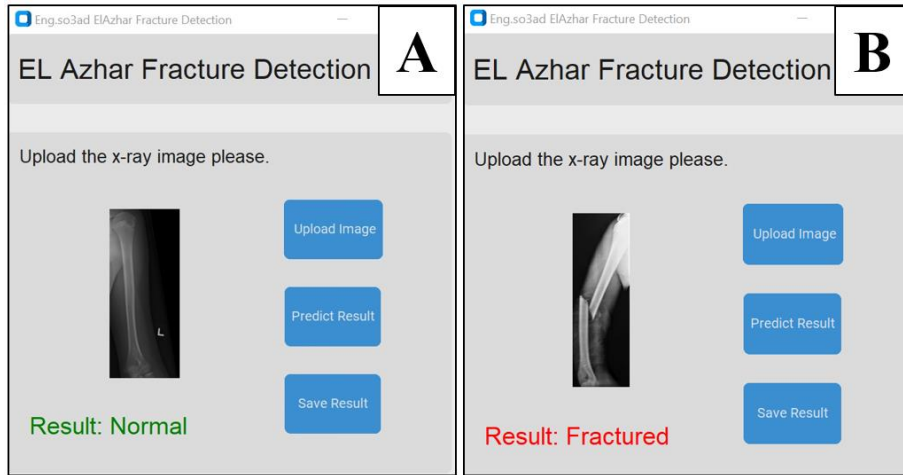 Eng.so3ad ElAzhar Fracture Detection
A
EL Azhar Fracture Detection
Upload the x-ray image please.
Upload Image
Predict Result
L
Save Result
Result: Normal
Eng.so3ad ElAzhar Fracture Detection
B
EL Azhar Fracture Detection
Upload the x-ray image please.
Upload Image
Predict Result
Save Result
Result: Fractured